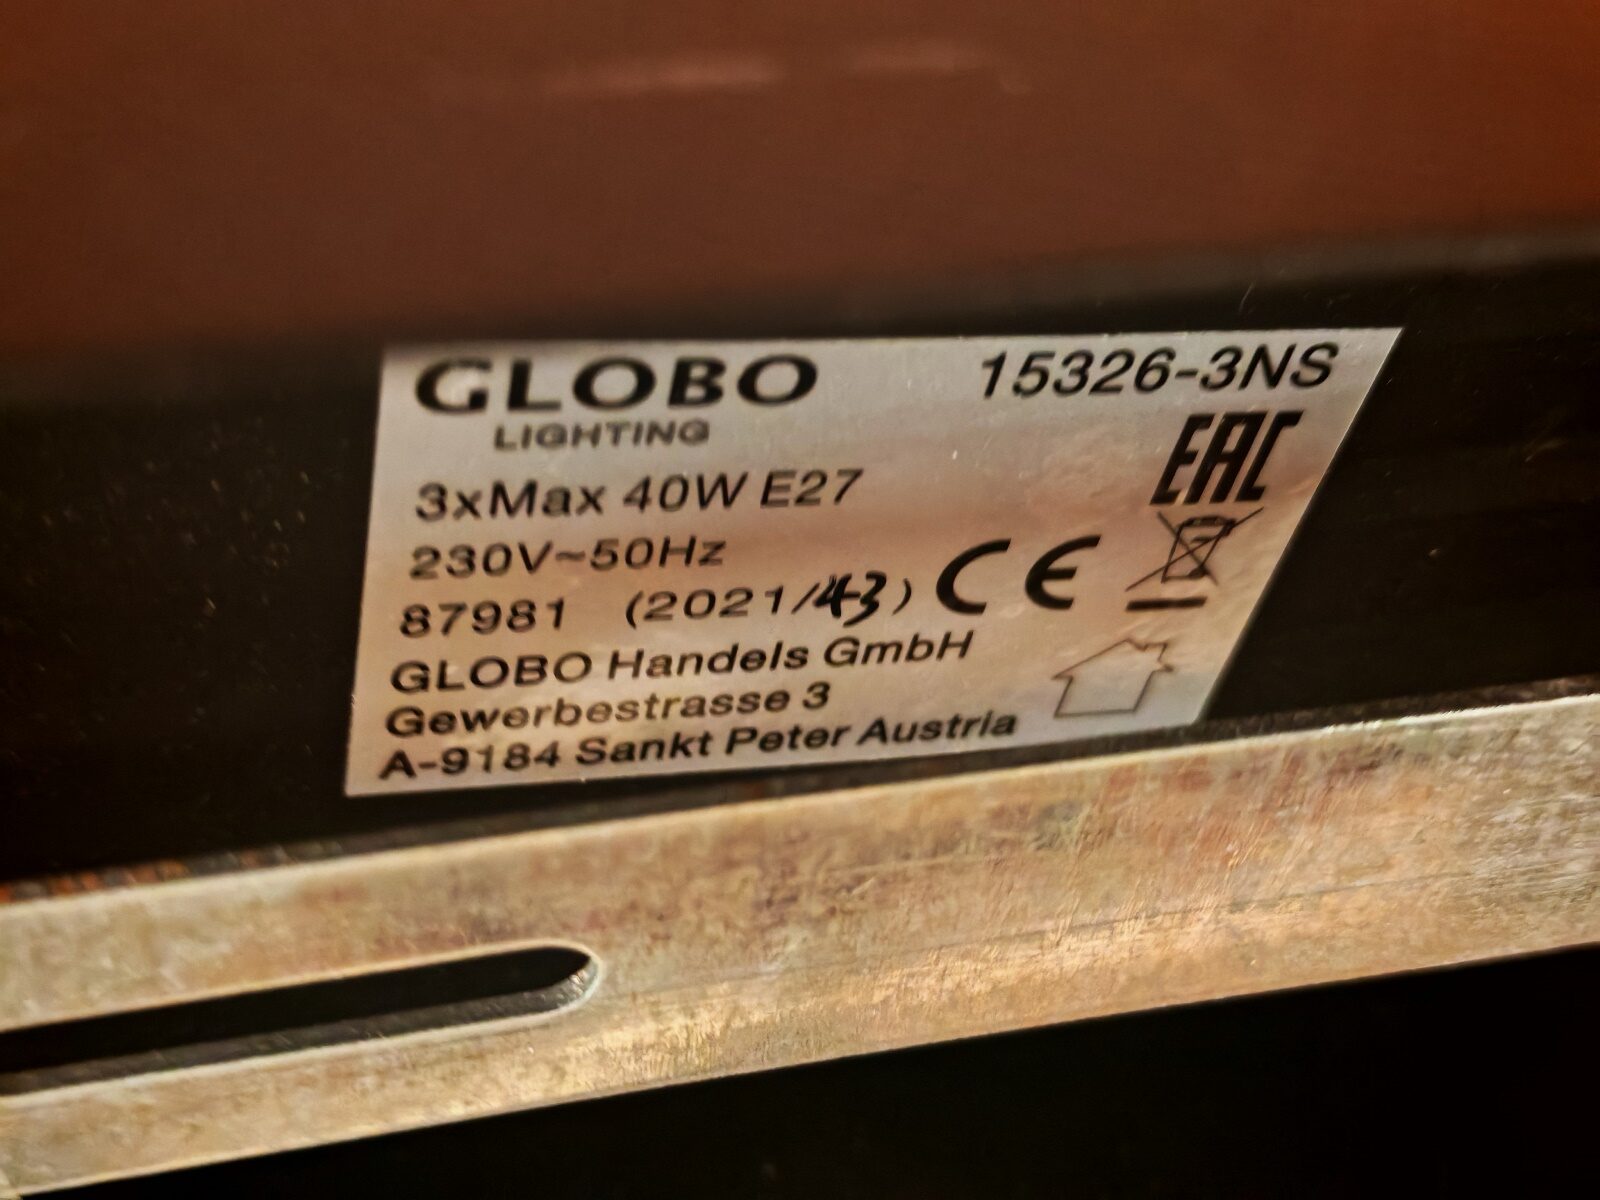 GLOBO 15326-3NS
LIGHTING
EAC
3xMax 40W E27
230V~50Hz
87981 (2021/43) CE
GLOBO Handels GmbH
Gewerbestrasse 3
A-9184 Sankt Peter Austria